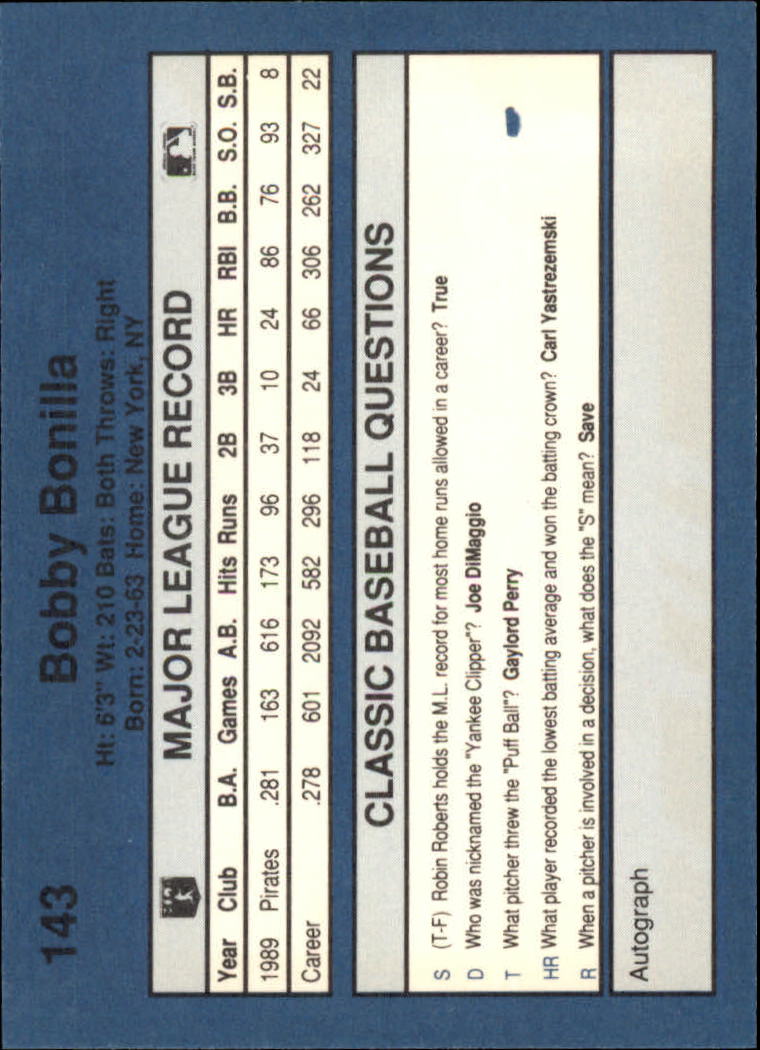 143 Bobby Bonilla
Ht: 6'3" Wt: 210 Bats: Both Throws: Right
Born: 2-23-63 Home: New York, NY
MAJOR LEAGUE RECORD
Year Club B.A. Games A.B. Hits Runs 2B 3B HR RBI B.B. S.O. S.B.
1989 Pirates .281 163 616 173 96 37 10 24 86 76 93 8
Career .278 601 2092 582 296 118 24 66 306 262 327 22
CLASSIC BASEBALL QUESTIONS
S (T-F) Robin Roberts holds the M.L. record for most home runs allowed in a career? True
D Who was nicknamed the "Yankee Clipper"? Joe DiMaggio
T What pitcher threw the "Puff Ball"? Gaylord Perry
HR What player recorded the lowest batting average and won the batting crown? Carl Yastrezemski
R When a pitcher is involved in a decision, what does the "S" mean? Save
Autograph